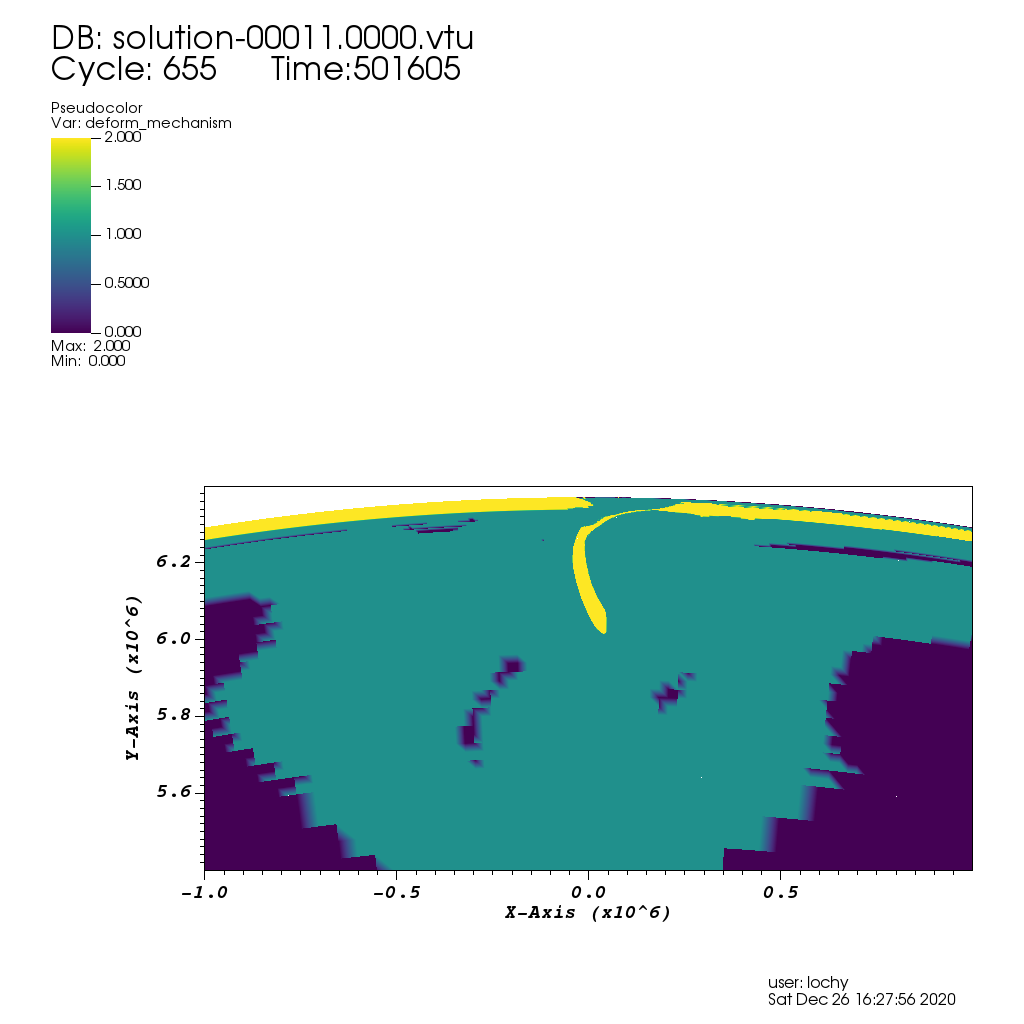 DB: solution-00011.0000.vtu
Cycle: 655 Time:501605
Pseudocolor
Var: deform_mechanism
2.000
1.500
1.000
0.5000
0.000
Max: 2.000
Min: 0.000
6.2
6.0
5.8
5.6
Y-Axis (x10^6)
-1.0 -0.5 0.0 0.5
X-Axis (x10^6)
user: lochy
Sat Dec 26 16:27:56 2020